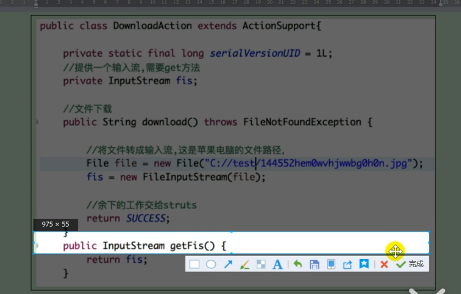 public class DownloadAction extends ActionSupport{
private static final long serialVersionUID = 1L;
//提供一个输入流,需要get方法
private InputStream fis;
//文件下载
public String download() throws FileNotFoundException {
//将文件转成输入流,这是苹果电脑的文件路径,
File file = new File("C://test/144552hem0wvhjwwbg0h0n.jpg");
fis = new FileInputStream(file);
//余下的工作交给struts
return SUCCESS;
975 × 55
}
public InputStream getFis() {
return fis;
A
完成
}